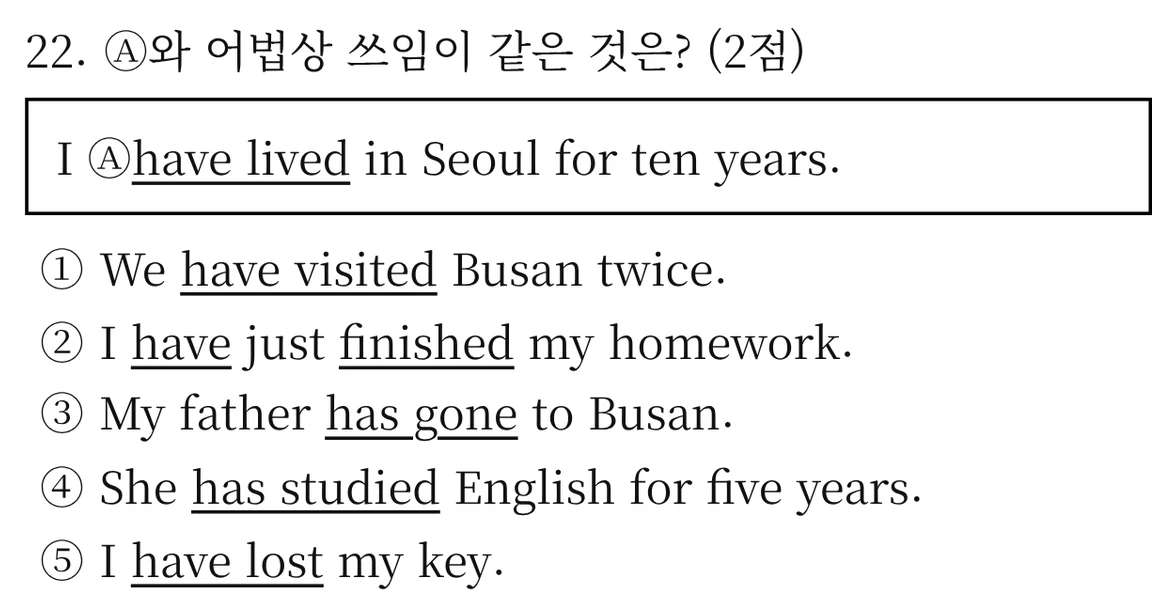 22. Ⓐ와 어법상 쓰임이 같은 것은? (2점)
I Ⓐhave lived in Seoul for ten years.
① We have visited Busan twice.
② I have just finished my homework.
③ My father has gone to Busan.
④ She has studied English for five years.
⑤ I have lost my key.